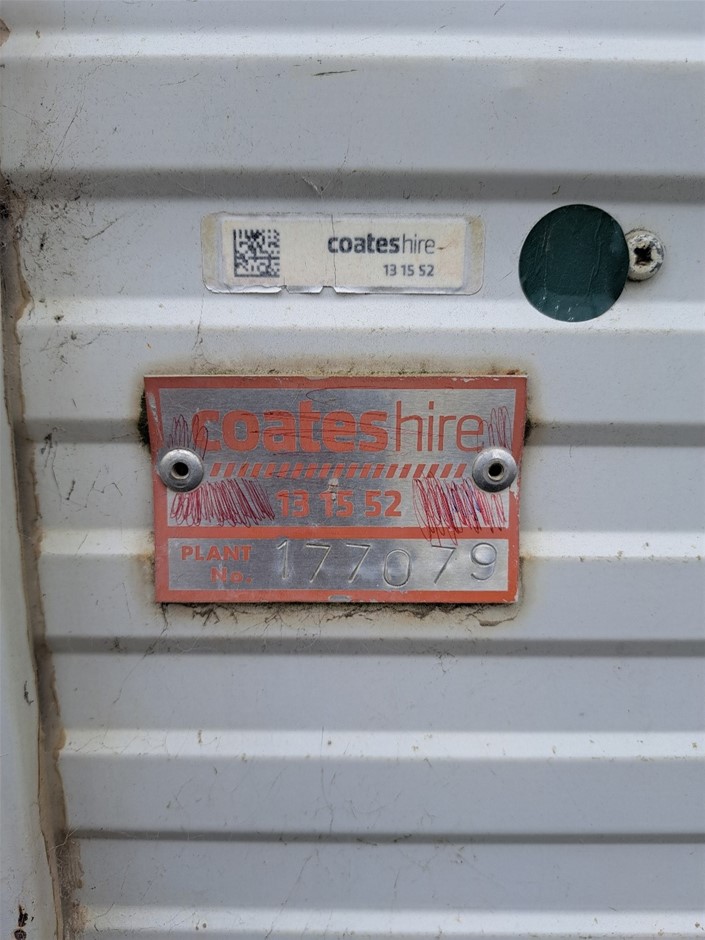 coateshire
13 15 52
coateshire
13 15 52
PLANT
No. 177079